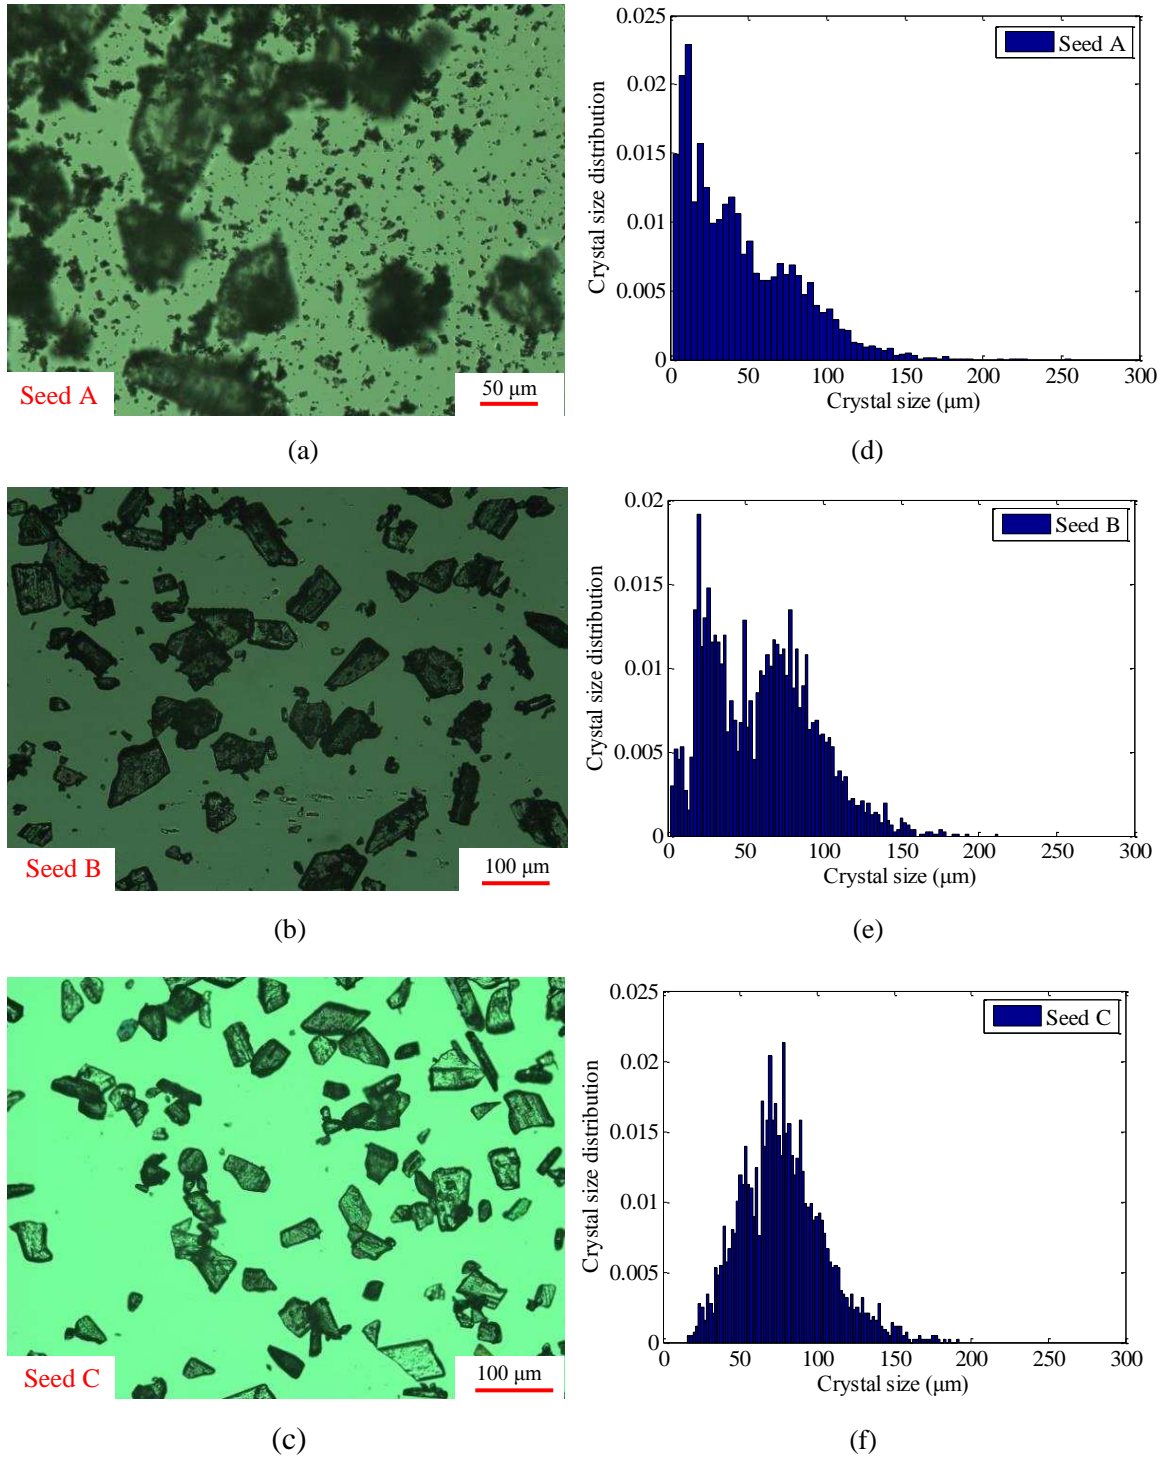 Seed A
50 μm
(a)
0.025
0.02
0.015
0.01
0.005
0
Crystal size distribution
Seed A
0 50 100 150 200 250 300
Crystal size (μm)
(d)
Seed B
100 μm
(b)
0.02
0.015
0.01
0.005
0
Crystal size distribution
Seed B
0 50 100 150 200 250 300
Crystal size (μm)
(e)
Seed C
100 μm
(c)
0.025
0.02
0.015
0.01
0.005
0
Crystal size distribution
Seed C
0 50 100 150 200 250 300
Crystal size (μm)
(f)